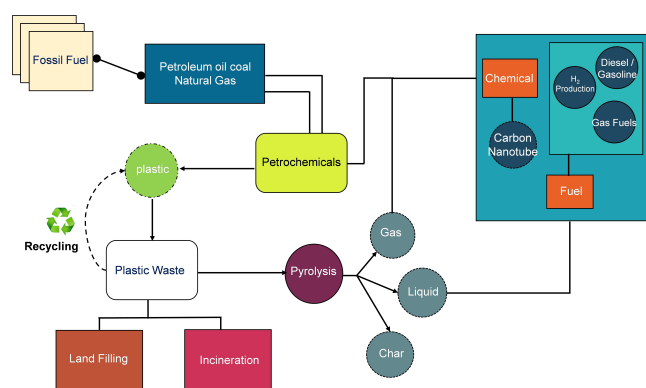 Fossil Fuel
Petroleum oil coal
Natural Gas
Chemical
Diesel /
Gasoline
H2
Production
Gas Fuels
Carbon
Nanotube
Petrochemicals
plastic
Fuel
Recycling
Gas
Plastic Waste
Pyrolysis
Liquid
Char
Land Filling
Incineration